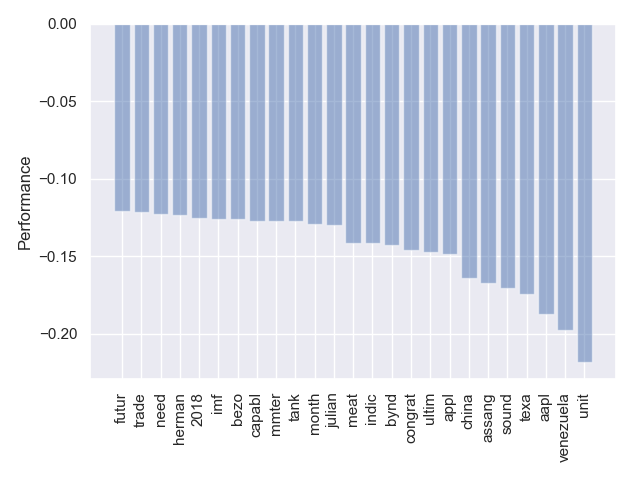 0.00
−0.05
−0.10
−0.15
−0.20
Performance
futur
trade
need
herman
2018
imf
bezo
capabl
mmter
tank
month
julian
meat
indic
bynd
congrat
ultim
appl
china
assang
sound
texa
aapl
venezuela
unit